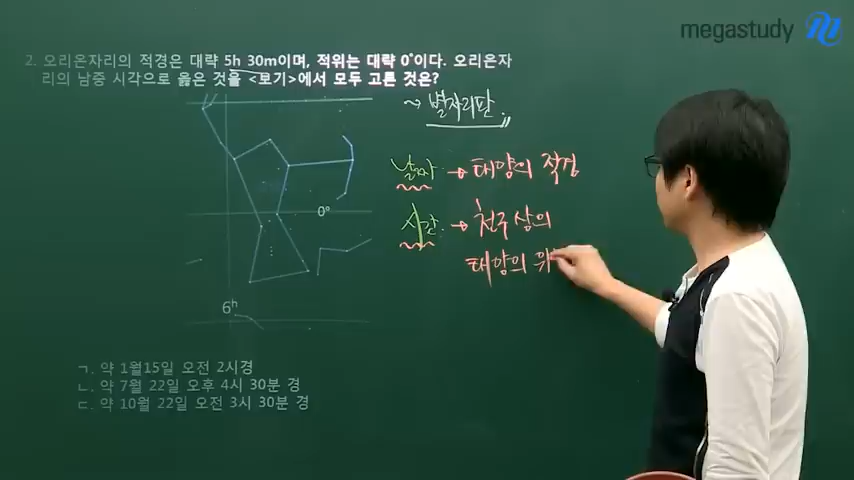 megastudy
2. 오리온자리의 적경은 대략 5h 30m이며, 적위는 대략 0°이다. 오리온자
리의 남중 시각으로 옳은 것을 <보기>에서 모두 고른 것은?
~ 별자리판.
날짜 → 태양의 적경
시간 → 천구상의
태양의 위
0°
6h
ㄱ. 약 1월15일 오전 2시경
ㄴ. 약 7월 22일 오후 4시 30분 경
ㄷ. 약 10월 22일 오전 3시 30분 경